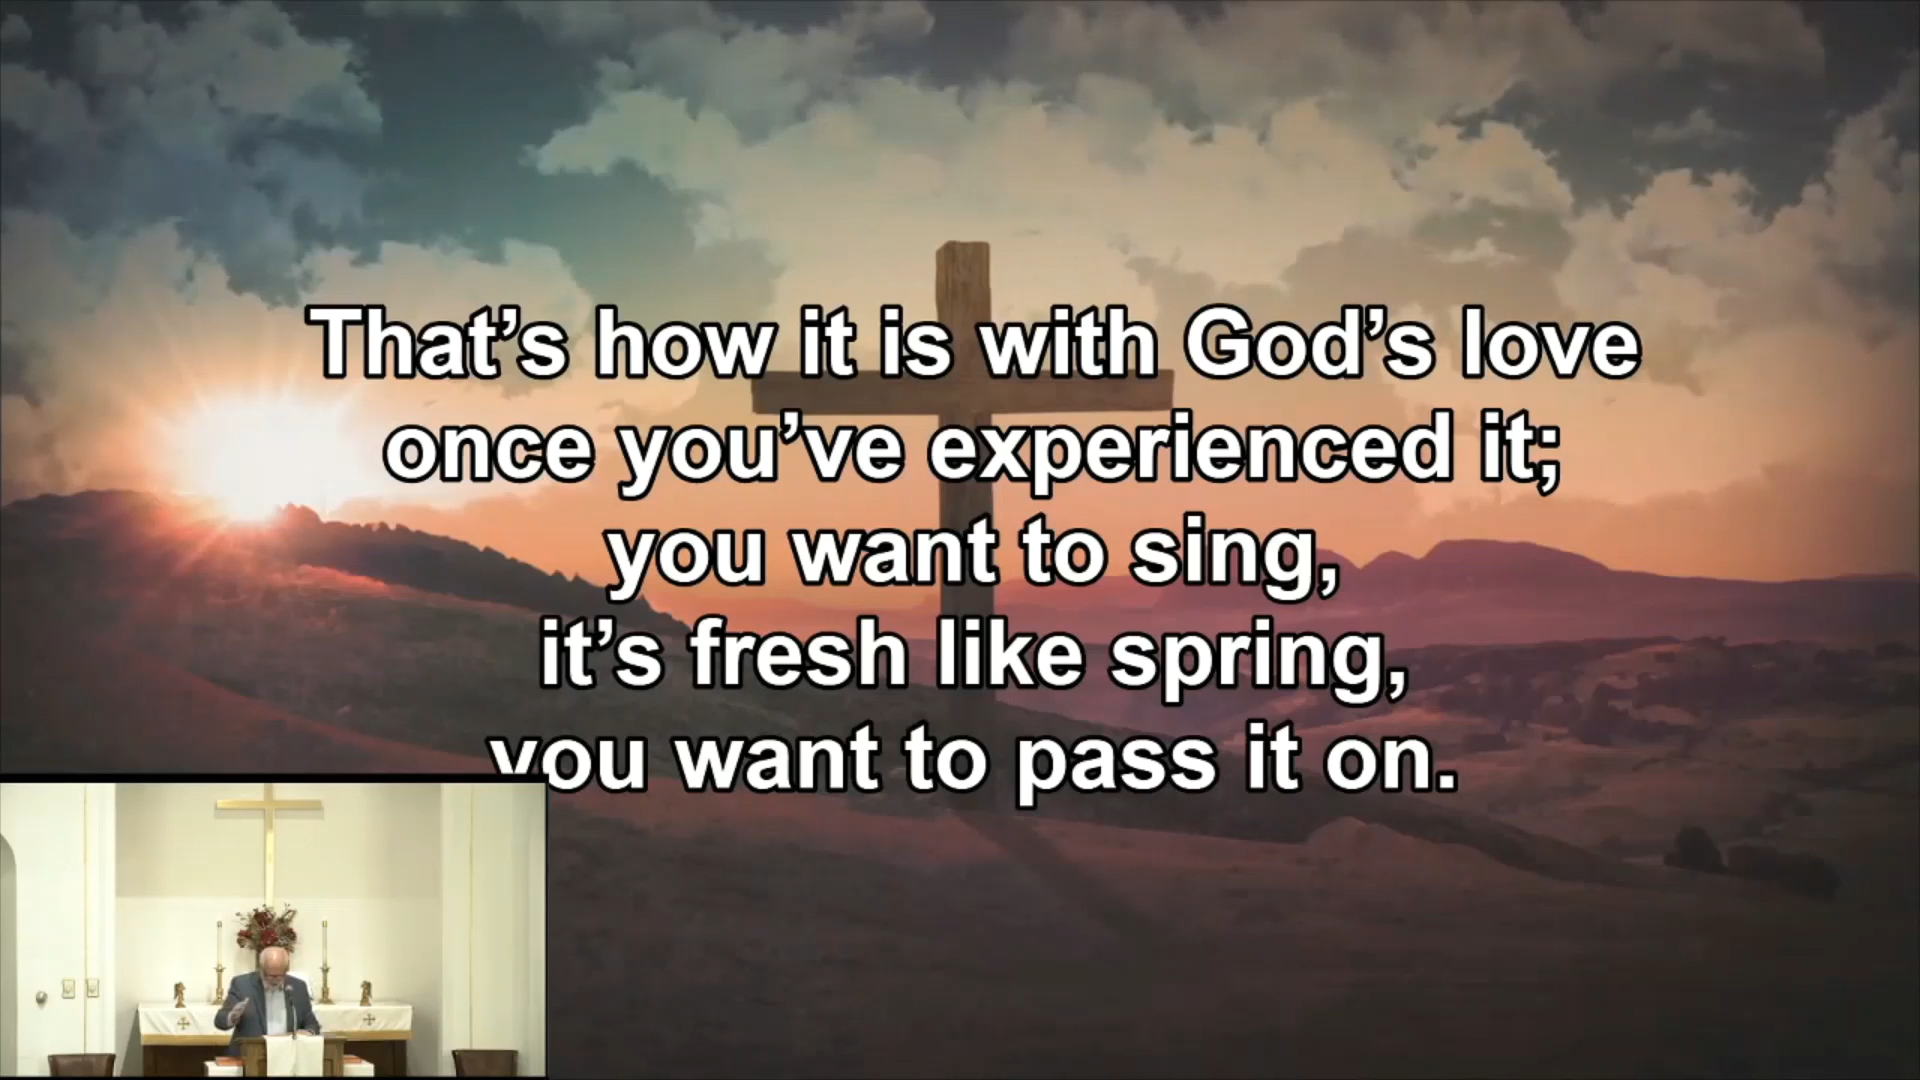 That’s how it is with God’s love
once you’ve experienced it;
you want to sing,
it’s fresh like spring,
you want to pass it on.